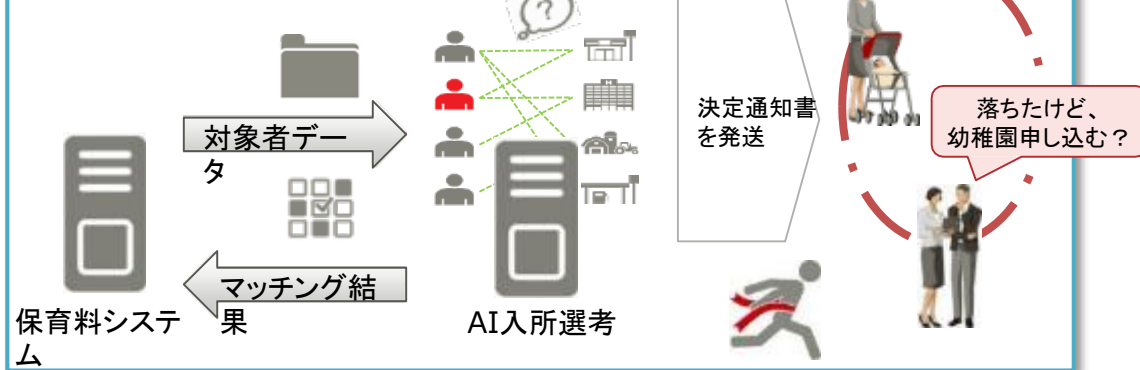 ?
対象者デー
タ
マッチング結
果
保育料システ
ム
AI入所選考
決定通知書
を発送
落ちたけど、
幼稚園申し込む？